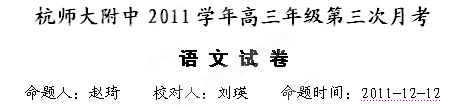 杭师大附中 2011 学年高三年级第三次月考
语 文 试 卷
命题人：赵琦 校对人：刘瑛 命题时间：2011-12-12